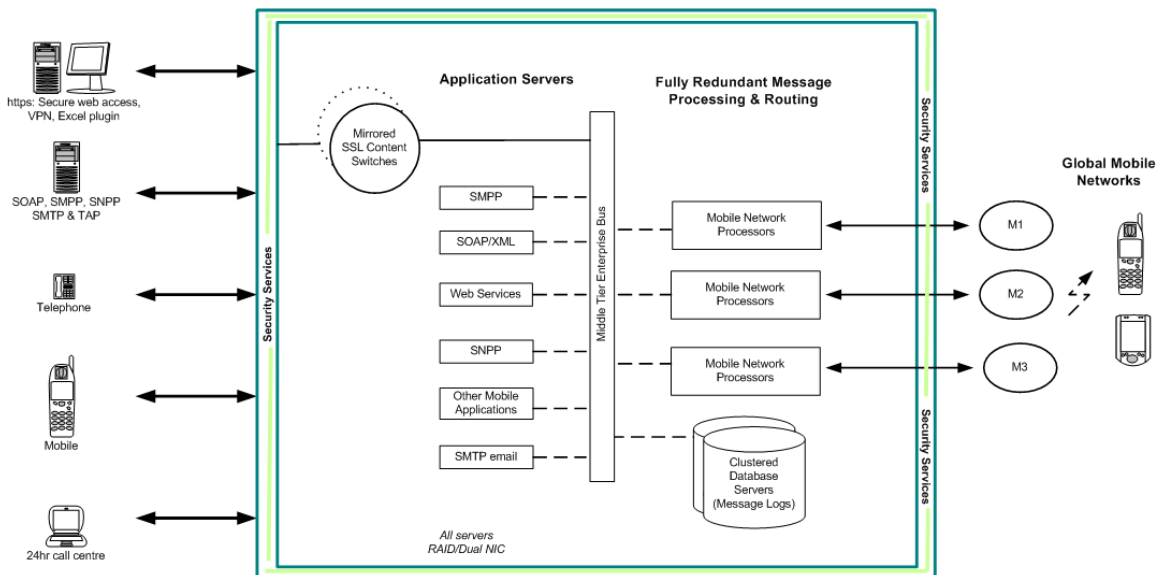 https: Secure web access,
VPN, Excel plugin
SOAP, SMPP, SNPP
SMTP & TAP
Telephone
Mobile
24hr call centre
Security Services
Application Servers
Mirrored
SSL Content
Switches
SMPP
SOAP/XML
Web Services
SNPP
Other Mobile
Applications
SMTP email
All servers
RAID/Dual NIC
Middle Tier Enterprise Bus
Fully Redundant Message
Processing & Routing
Mobile Network
Processors
Mobile Network
Processors
Mobile Network
Processors
Clustered
Database
Servers
(Message Logs)
Security Services
Security Services
Security Services
Global Mobile
Networks
M1
M2
M3